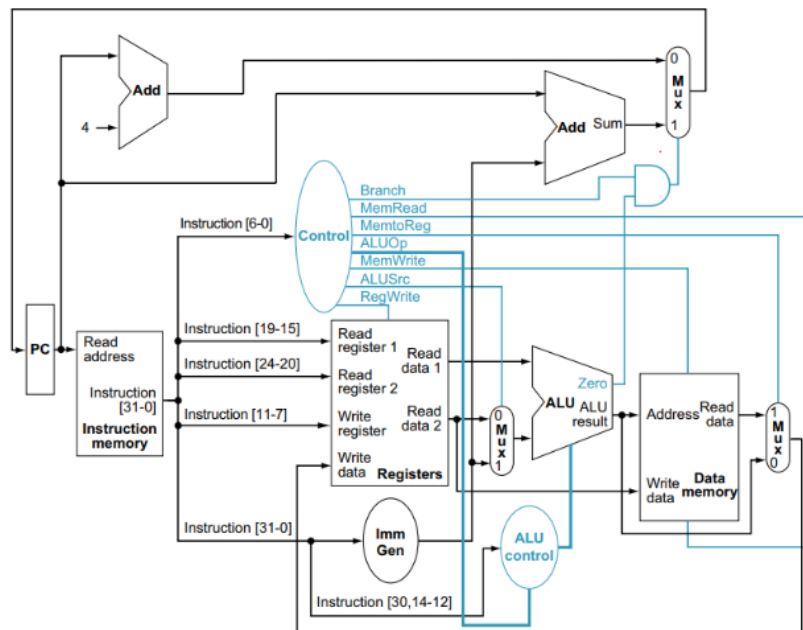 Add
4
Add Sum
0
Mux
1
Branch
MemRead
MemtoReg
ALUOp
MemWrite
ALUSrc
RegWrite
Control
Instruction [6-0]
PC
Read
address
Instruction
[31-0]
Instruction
memory
Instruction [19-15]
Instruction [24-20]
Instruction [11-7]
Instruction [31-0]
Read
register 1
Read
register 2
Write
register
Write
data
Read
data 1
Read
data 2
Registers
0
Mux
1
Zero
ALU
ALU
result
Address
Read
data
Write
data
Data
memory
1
Mux
0
Imm
Gen
ALU
control
Instruction [30,14-12]